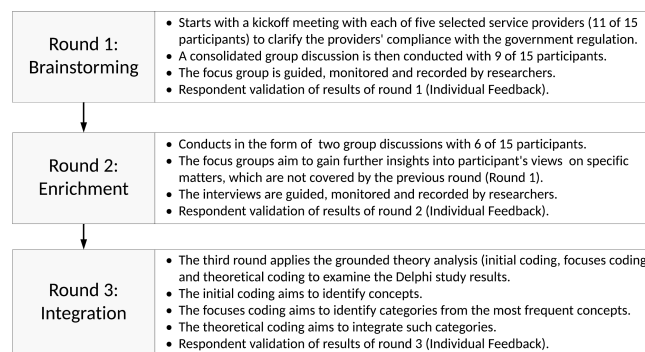 Round 1:
Brainstorming
• Starts with a kickoff meeting with each of five selected service providers (11 of 15
participants) to clarify the providers' compliance with the government regulation.
• A consolidated group discussion is then conducted with 9 of 15 participants.
• The focus group is guided, monitored and recorded by researchers.
• Respondent validation of results of round 1 (Individual Feedback).
Round 2:
Enrichment
• Conducts in the form of two group discussions with 6 of 15 participants.
• The focus groups aim to gain further insights into participant's views on specific
matters, which are not covered by the previous round (Round 1).
• The interviews are guided, monitored and recorded by researchers.
• Respondent validation of results of round 2 (Individual Feedback).
Round 3:
Integration
• The third round applies the grounded theory analysis (initial coding, focuses coding
and theoretical coding to examine the Delphi study results.
• The initial coding aims to identify concepts.
• The focuses coding aims to identify categories from the most frequent concepts.
• The theoretical coding aims to integrate such categories.
• Respondent validation of results of round 3 (Individual Feedback).